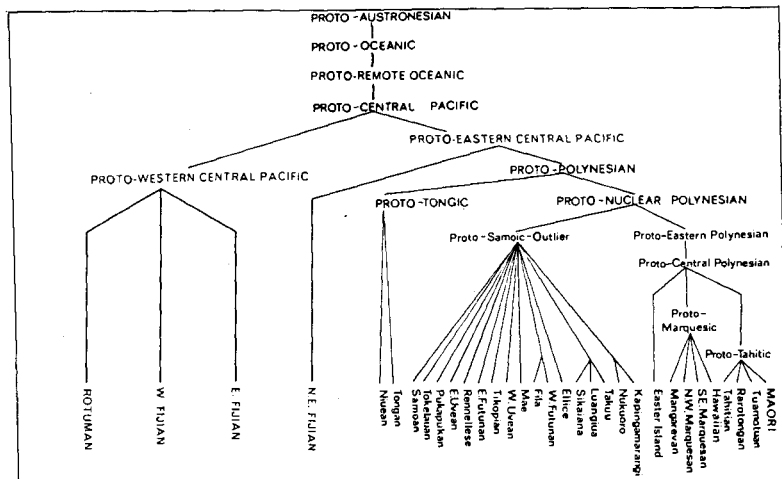 PROTO-AUSTRONESIAN
PROTO-OCEANIC
PROTO-REMOTE OCEANIC
PROTO-CENTRAL PACIFIC
PROTO-EASTERN CENTRAL PACIFIC
PROTO-WESTERN CENTRAL PACIFIC
PROTO-POLYNESIAN
PROTO-TONGIC
PROTO-NUCLEAR POLYNESIAN
Proto-Samoic-Outlier
Proto-Eastern Polynesian
Proto-Central Polynesian
Proto-
Marquesic
Proto-Tahitic
ROTUMAN
W. FIJIAN
E. FIJIAN
N.E. FIJIAN
Niuean
Tongan
Samoan
Tokelauan
Pukapukan
E.Uvean
Rennellese
E.Futunan
Tikopian
W.Uvean
Mae
Fila
W.Futunan
Ellice
Sikaiana
Luangiua
Takuu
Nukuoro
Kapingamarangi
Easter Island
Mangarevan
NW.Marquesan
SE.Marquesan
Hawaiian
Tahitian
Rarotongan
Tuamotuan
MAORI